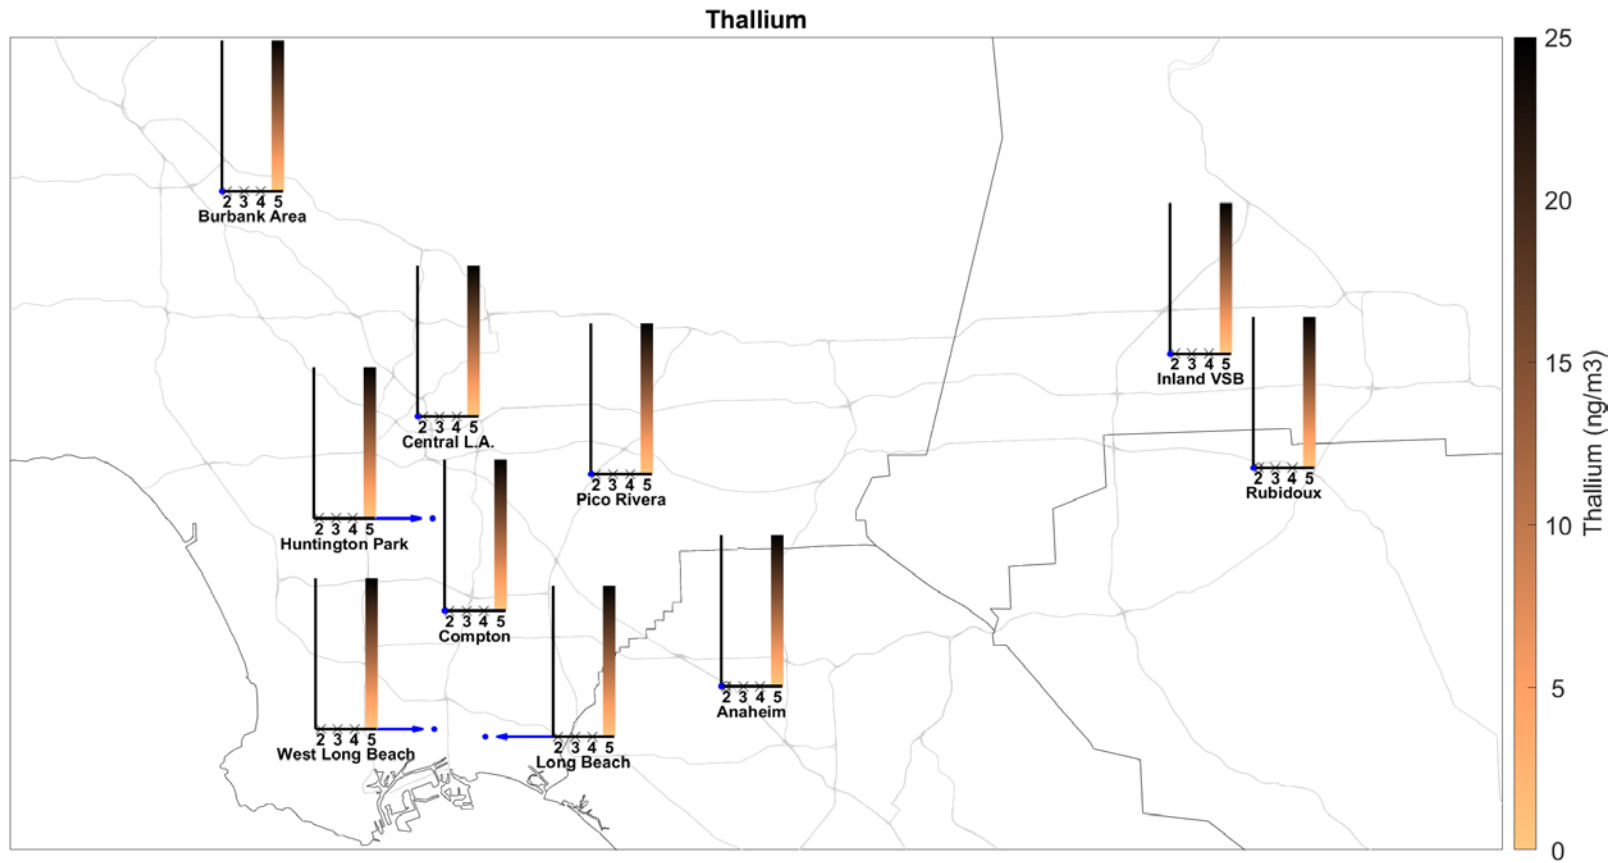 Thallium
25
2 3 4 5
Burbank Area
20
2 3 4 5
Inland VSB
2 3 4 5
Central L.A.
15
2 3 4 5
Pico Rivera
2 3 4 5
Rubidoux
Thallium (ng/m3)
2 3 4 5
Huntington Park
10
2 3 4 5
Compton
5
2 3 4 5
Anaheim
2 3 4 5
West Long Beach
2 3 4 5
Long Beach
0